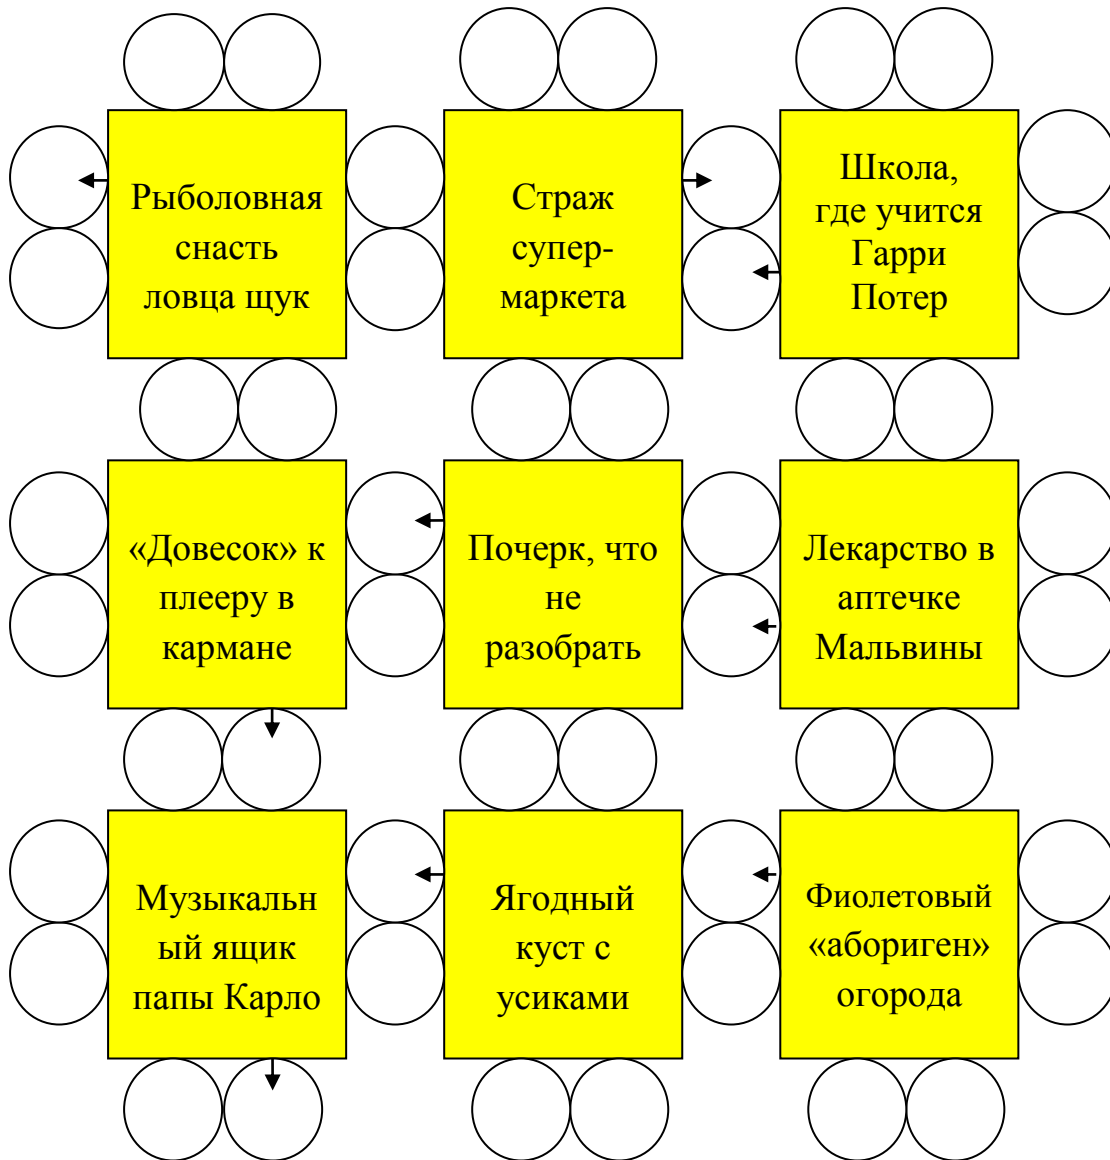 Рыболовная
снасть
ловца щук
Страж
супер-
маркета
Школа,
где учится
Гарри
Потер
«Довесок» к
плееру в
кармане
Почерк, что
не
разобрать
Лекарство в
аптечке
Мальвины
Музыкальн
ый ящик
папы Карло
Ягодный
куст с
усиками
Фиолетовый
«абориген»
огорода